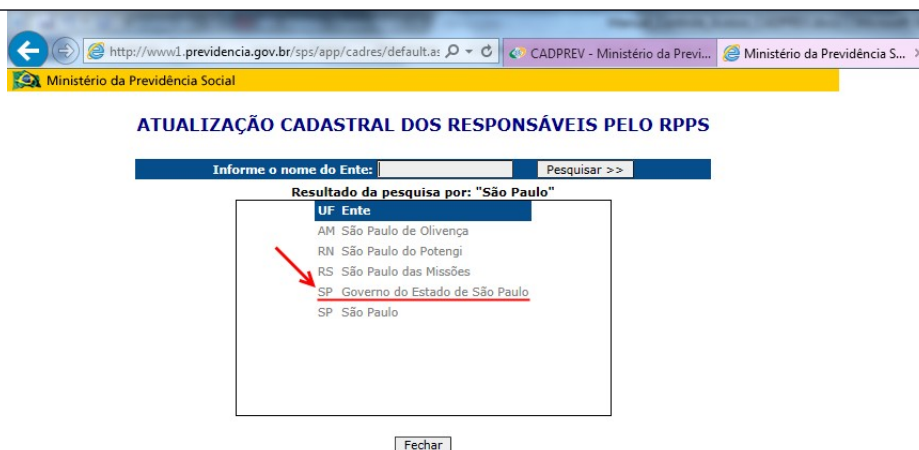 http://www1.previdencia.gov.br/sps/app/cadres/default.as
CADPREV - Ministério da Previ...
Ministério da Previdência S...
Ministério da Previdência Social
ATUALIZAÇÃO CADASTRAL DOS RESPONSÁVEIS PELO RPPS
Informe o nome do Ente: Pesquisar >>
Resultado da pesquisa por: "São Paulo"
UF Ente
AM São Paulo de Olivença
RN São Paulo do Potengi
RS São Paulo das Missões
SP Governo do Estado de São Paulo
SP São Paulo
Fechar